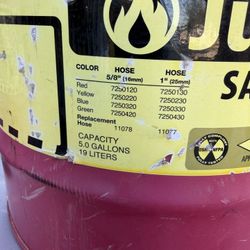 JU
SA
COLOR HOSE HOSE
5/8" (16mm) 1" (25mm)
Red 7250120 7250130
Yellow 7250220 7250230
Blue 7250320 7250330
Green 7250420 7250430
Replacement
Hose 11078 11077
CAPACITY
5.0 GALLONS
19 LITERS
AP